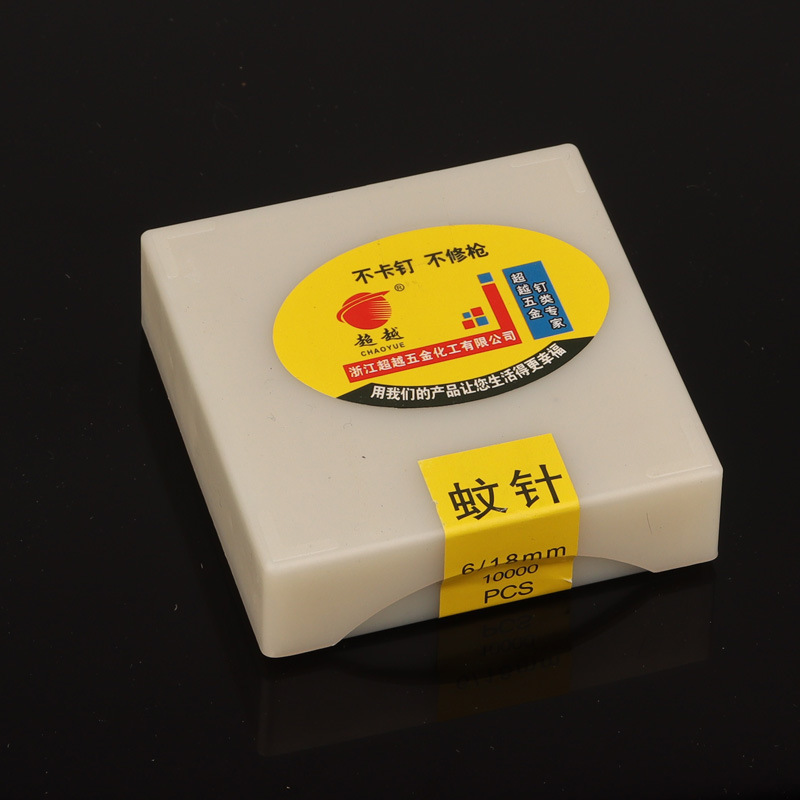 不卡钉 不修枪
®
超越
CHAOYUE
超越五金
钉类专家
浙江超越五金化工有限公司
用我们的产品让您生活得更幸福
蚊针
6/18mm
10000
PCS